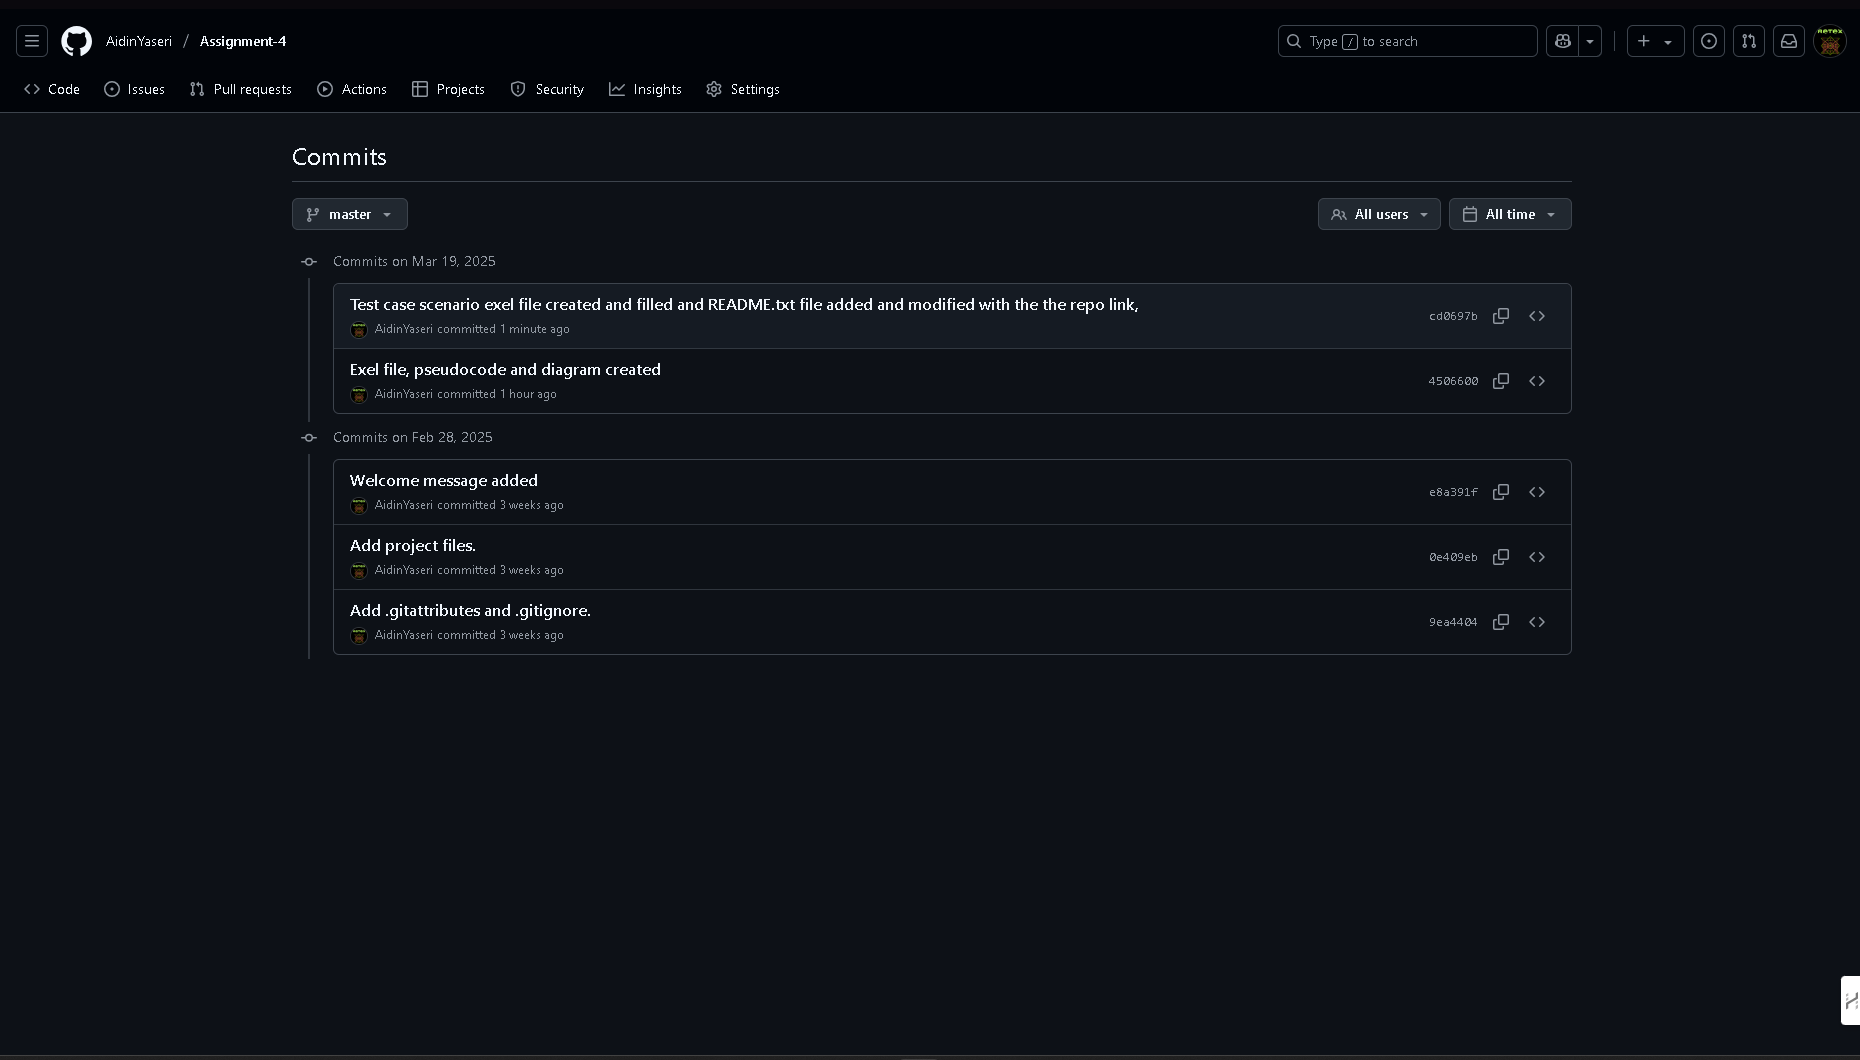 AidinYaseri / Assignment-4
Type / to search
Code Issues Pull requests Actions Projects Security Insights Settings
Commits
master All users All time
Commits on Mar 19, 2025
Test case scenario exel file created and filled and README.txt file added and modified with the the repo link,
AidinYaseri committed 1 minute ago
cd0697b
Exel file, pseudocode and diagram created
AidinYaseri committed 1 hour ago
4506600
Commits on Feb 28, 2025
Welcome message added
AidinYaseri committed 3 weeks ago
e8a391f
Add project files.
AidinYaseri committed 3 weeks ago
0e409eb
Add .gitattributes and .gitignore.
AidinYaseri committed 3 weeks ago
9ea4404